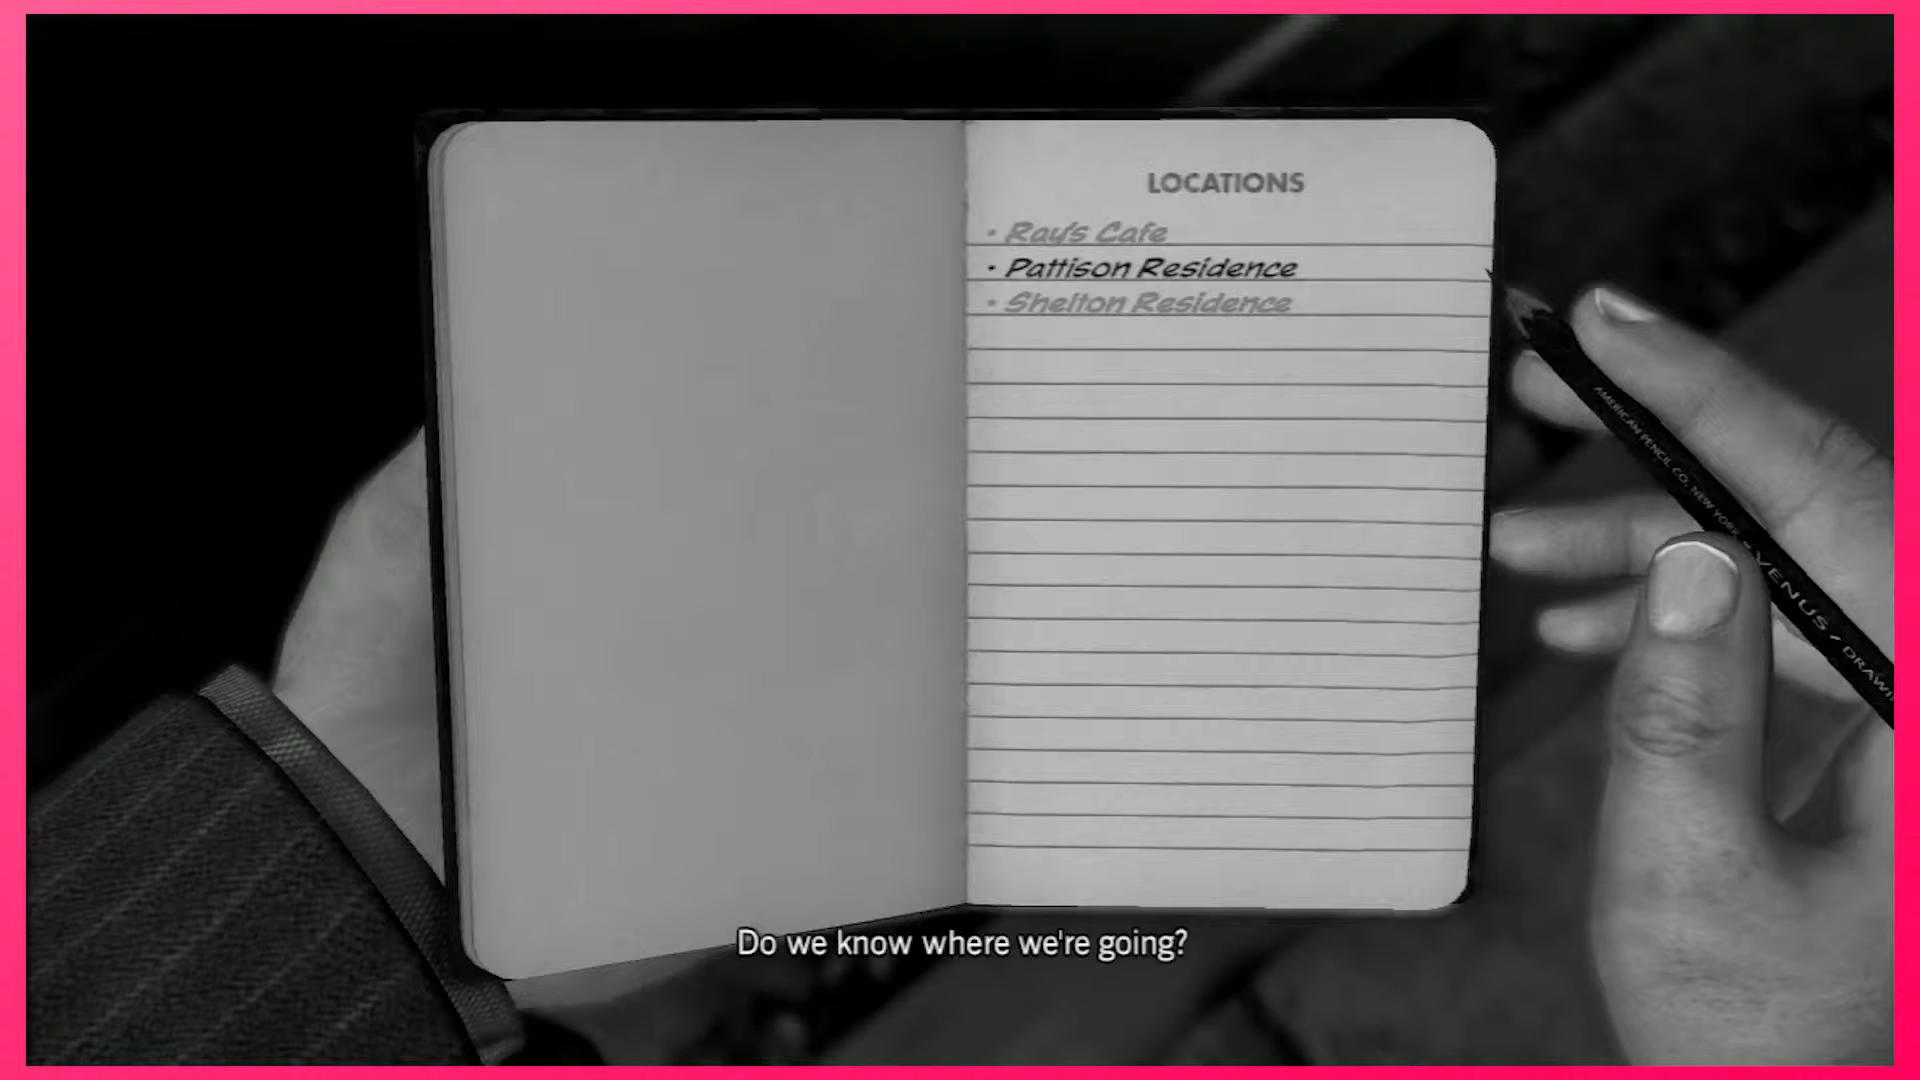 LOCATIONS
• Ray's Cafe
• Pattison Residence
• Shelton Residence
AMERICAN PENCIL CO. NEW YORK • VENUS / DRAWI
Do we know where we're going?